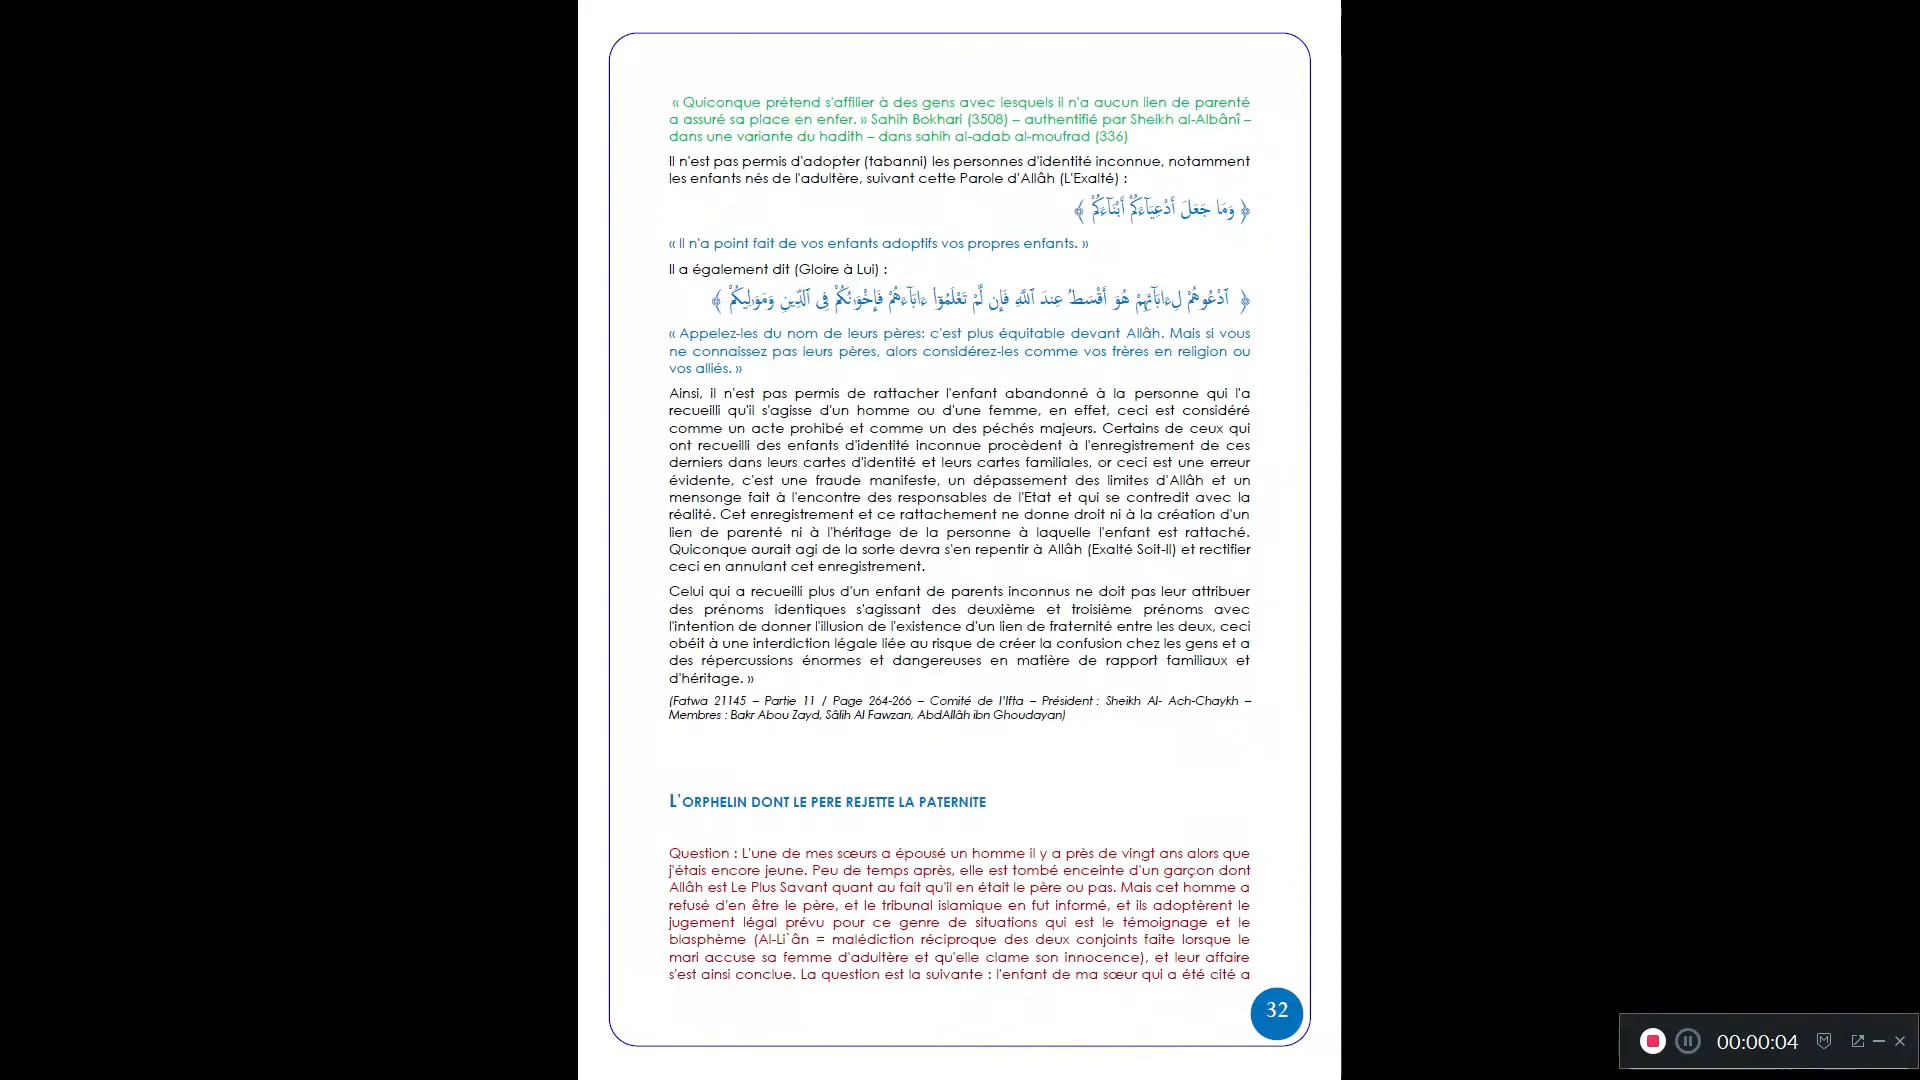 « Quiconque prétend s'affilier à des gens avec lesquels il n'a aucun lien de parenté
a assuré sa place en enfer. » Sahih Bokhari (3508) – authentifié par Sheikh al-Albânî –
dans une variante du hadith – dans sahih al-adab al-moufrad (336)
Il n'est pas permis d'adopter (tabanni) les personnes d'identité inconnue, notamment
les enfants nés de l'adultère, suivant cette Parole d'Allâh (L'Exalté) :
﴿ وَمَا جَعَلَ أَدْعِيَآءَكُمْ أَبْنَآءَكُمْ ﴾
« Il n'a point fait de vos enfants adoptifs vos propres enfants. »
Il a également dit (Gloire à Lui) :
﴿ ٱدْعُوهُمْ لِءَابَآئِهِمْ هُوَ أَقْسَطُ عِندَ ٱللَّهِ فَإِن لَّمْ تَعْلَمُوٓا۟ ءَابَآءَهُمْ فَإِخْوَٰنُكُمْ فِى ٱلدِّينِ وَمَوَٰلِيكُمْ ﴾
« Appelez-les du nom de leurs pères: c'est plus équitable devant Allâh. Mais si vous
ne connaissez pas leurs pères, alors considérez-les comme vos frères en religion ou
vos alliés. »
Ainsi, il n'est pas permis de rattacher l'enfant abandonné à la personne qui l'a
recueilli qu'il s'agisse d'un homme ou d'une femme, en effet, ceci est considéré
comme un acte prohibé et comme un des péchés majeurs. Certains de ceux qui
ont recueilli des enfants d'identité inconnue procèdent à l'enregistrement de ces
derniers dans leurs cartes d'identité et leurs cartes familiales, or ceci est une erreur
évidente, c'est une fraude manifeste, un dépassement des limites d'Allâh et un
mensonge fait à l'encontre des responsables de l'Etat et qui se contredit avec la
réalité. Cet enregistrement et ce rattachement ne donne droit ni à la création d'un
lien de parenté ni à l'héritage de la personne à laquelle l'enfant est rattaché.
Quiconque aurait agi de la sorte devra s'en repentir à Allâh (Exalté Soit-Il) et rectifier
ceci en annulant cet enregistrement.
Celui qui a recueilli plus d'un enfant de parents inconnus ne doit pas leur attribuer
des prénoms identiques s'agissant des deuxième et troisième prénoms avec
l'intention de donner l'illusion de l'existence d'un lien de fraternité entre les deux, ceci
obéit à une interdiction légale liée au risque de créer la confusion chez les gens et a
des répercussions énormes et dangereuses en matière de rapport familiaux et
d'héritage. »
(Fatwa 21145 – Partie 11 / Page 264-266 – Comité de l'Ifta – Président : Sheikh Al- Ach-Chaykh –
Membres : Bakr Abou Zayd, Sâlih Al Fawzan, AbdAllâh ibn Ghoudayan)
L'ORPHELIN DONT LE PERE REJETTE LA PATERNITE
Question : L'une de mes sœurs a épousé un homme il y a près de vingt ans alors que
j'étais encore jeune. Peu de temps après, elle est tombé enceinte d'un garçon dont
Allâh est Le Plus Savant quant au fait qu'il en était le père ou pas. Mais cet homme a
refusé d'en être le père, et le tribunal islamique en fut informé, et ils adoptèrent le
jugement légal prévu pour ce genre de situations qui est le témoignage et le
blasphème (Al-Li`ân = malédiction réciproque des deux conjoints faite lorsque le
mari accuse sa femme d'adultère et qu'elle clame son innocence), et leur affaire
s'est ainsi conclue. La question est la suivante : l'enfant de ma sœur qui a été cité a
32
00:00:04